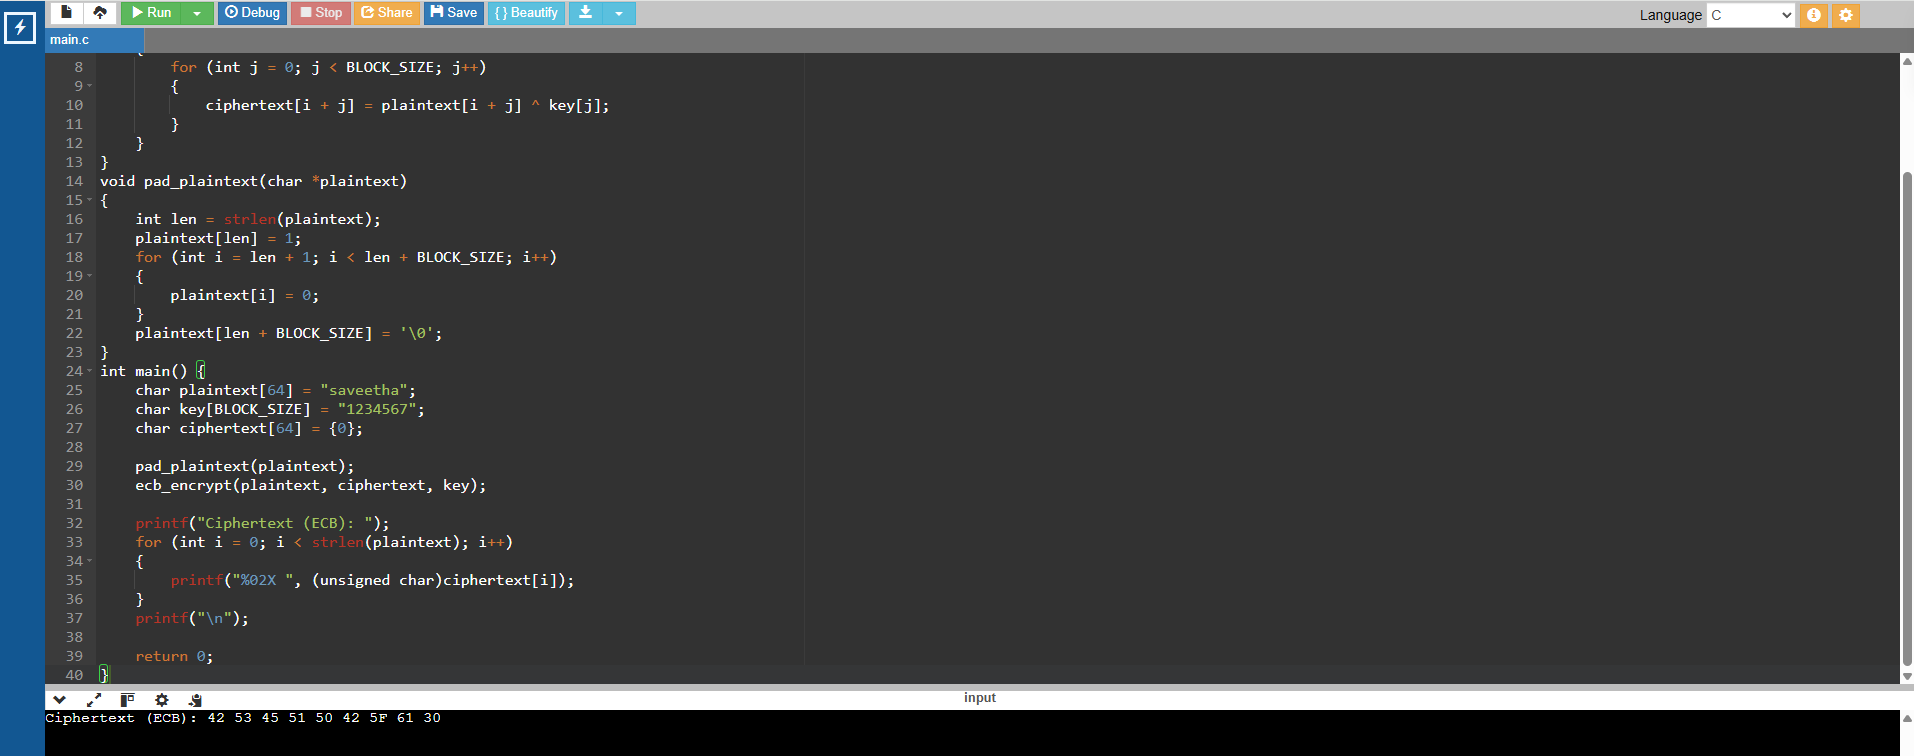 Run Debug Stop Share Save { } Beautify Language C
main.c
{
8 for (int j = 0; j < BLOCK_SIZE; j++)
9 {
10 ciphertext[i + j] = plaintext[i + j] ^ key[j];
11 }
12 }
13 }
14 void pad_plaintext(char *plaintext)
15 {
16 int len = strlen(plaintext);
17 plaintext[len] = 1;
18 for (int i = len + 1; i < len + BLOCK_SIZE; i++)
19 {
20 plaintext[i] = 0;
21 }
22 plaintext[len + BLOCK_SIZE] = '\0';
23 }
24 int main() {
25 char plaintext[64] = "saveetha";
26 char key[BLOCK_SIZE] = "1234567";
27 char ciphertext[64] = {0};
28
29 pad_plaintext(plaintext);
30 ecb_encrypt(plaintext, ciphertext, key);
31
32 printf("Ciphertext (ECB): ");
33 for (int i = 0; i < strlen(plaintext); i++)
34 {
35 printf("%02X ", (unsigned char)ciphertext[i]);
36 }
37 printf("\n");
38
39 return 0;
40 }
input
Ciphertext (ECB): 42 53 45 51 50 42 5F 61 30